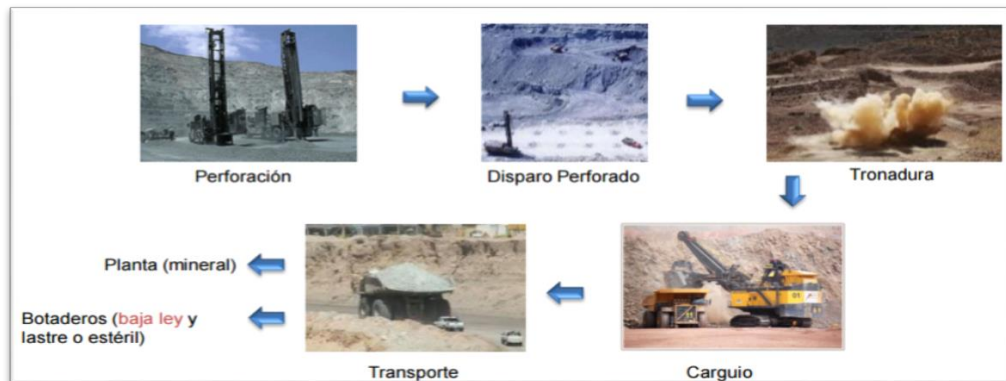 Perforación
Disparo Perforado
Tronadura
Planta (mineral)
Botaderos (baja ley y
lastre o estéril)
Transporte
Carguio